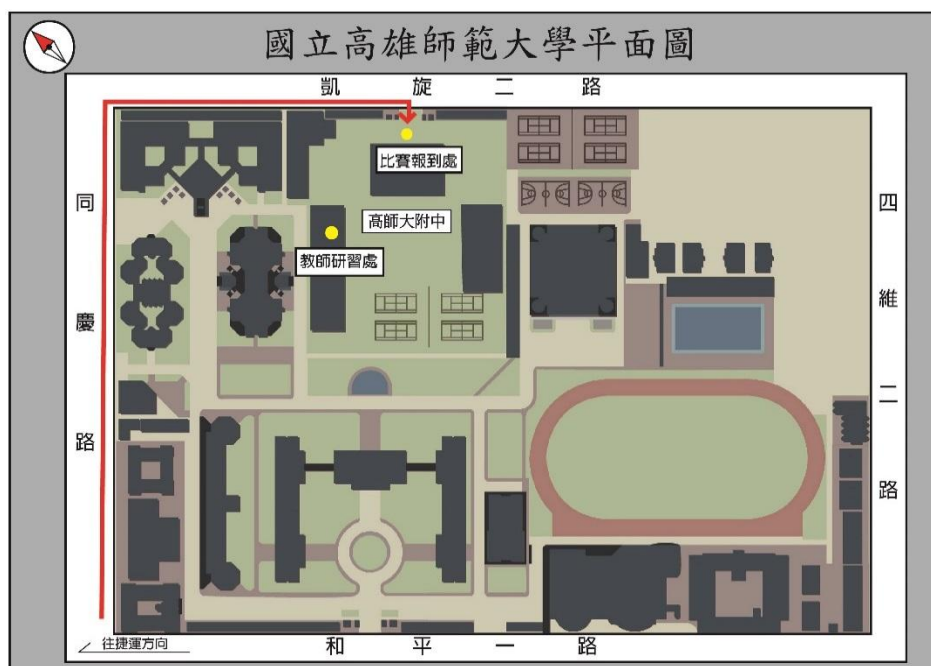 國立高雄師範大學平面圖
凱旋二路
比賽報到處
同慶路
高師大附中
四維二路
教師研習處
往捷運方向
和平一路